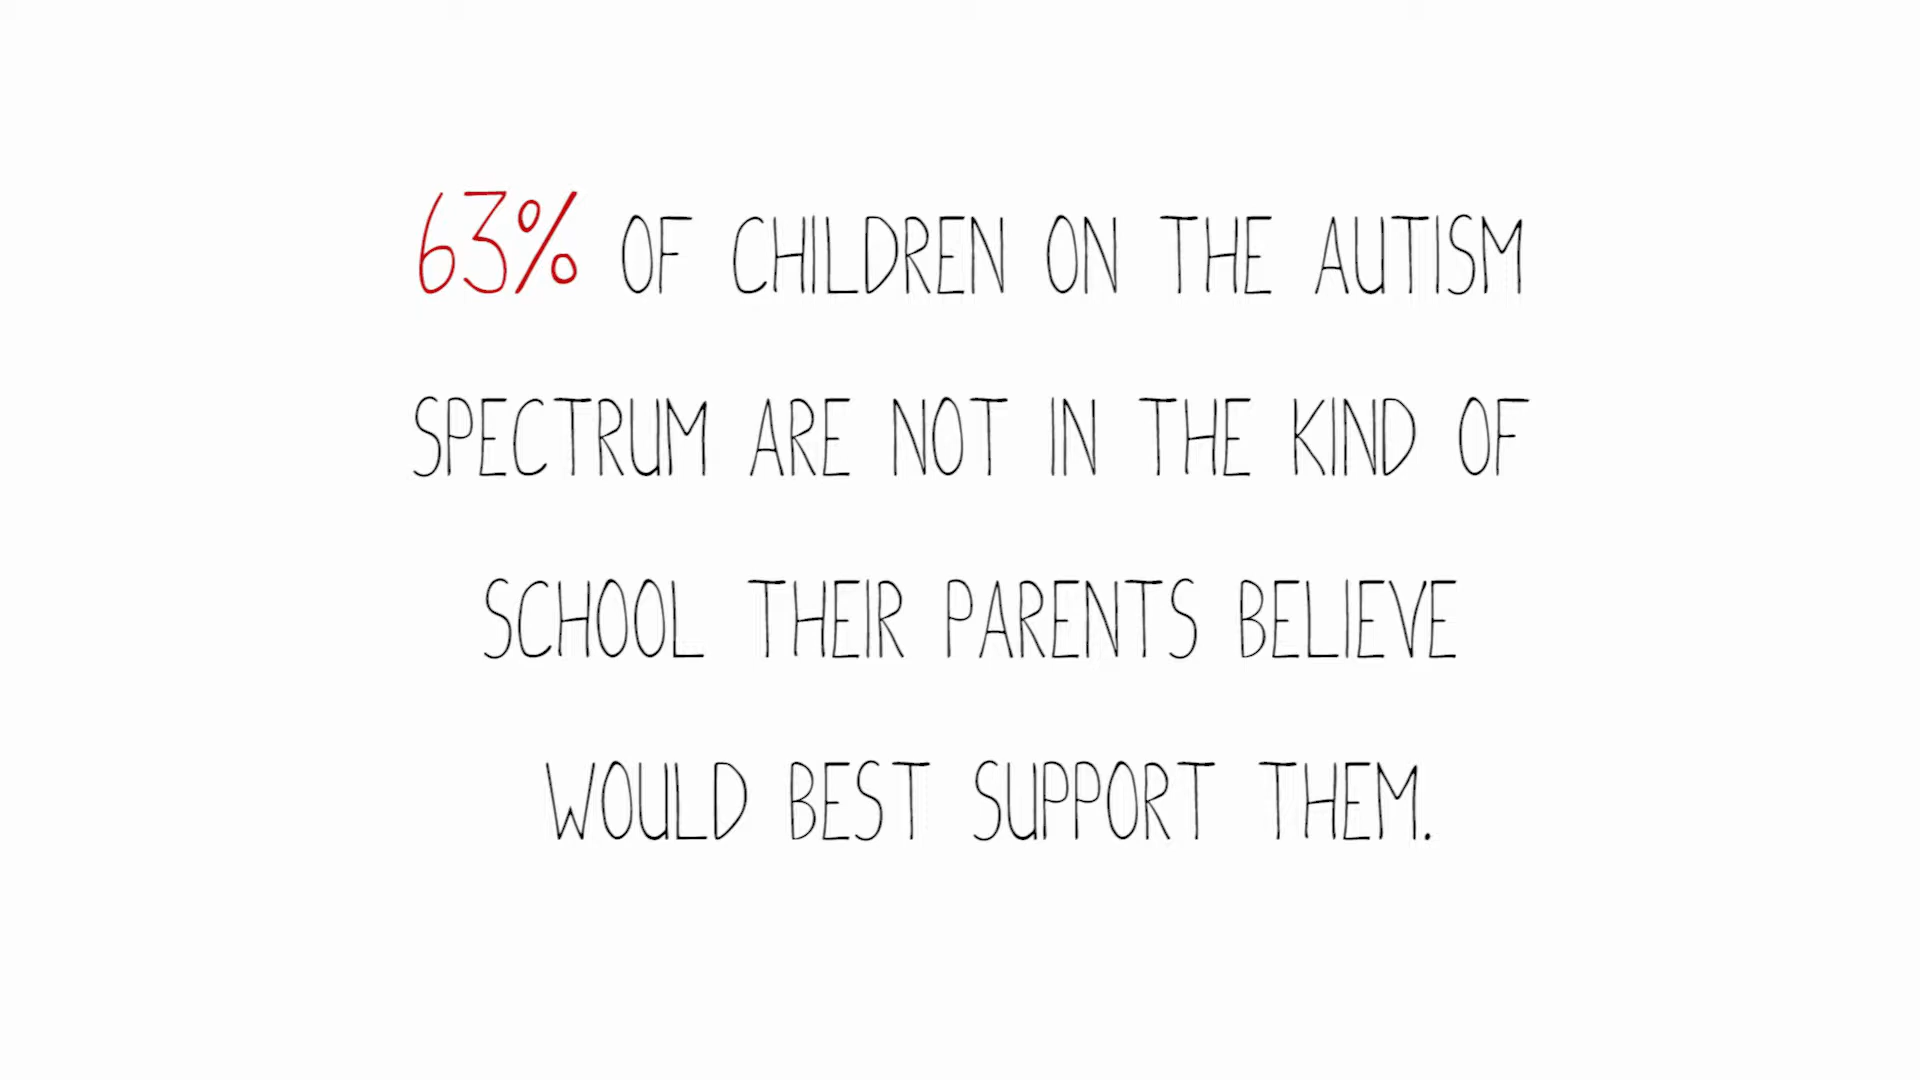 63% OF CHILDREN ON THE AUTISM
SPECTRUM ARE NOT IN THE KIND OF
SCHOOL THEIR PARENTS BELIEVE
WOULD BEST SUPPORT THEM.